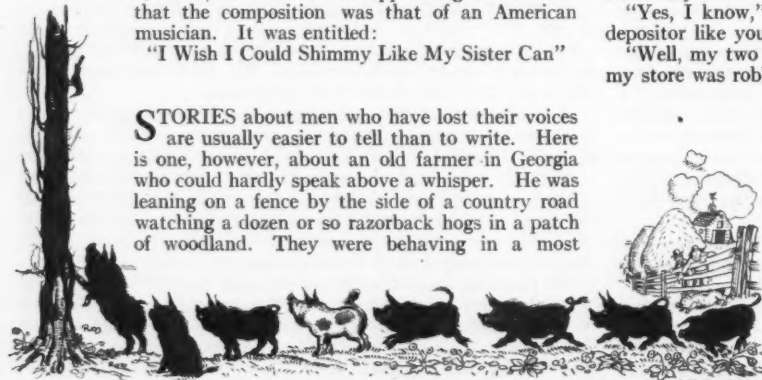 that the composition was that of an American
musician. It was entitled:
“I Wish I Could Shimmy Like My Sister Can”
STORIES about men who have lost their voices
are usually easier to tell than to write. Here
is one, however, about an old farmer in Georgia
who could hardly speak above a whisper. He was
leaning on a fence by the side of a country road
watching a dozen or so razorback hogs in a patch
of woodland. They were behaving in a most
“Yes, I know,”
depositor like you
“Well, my two
my store was rob